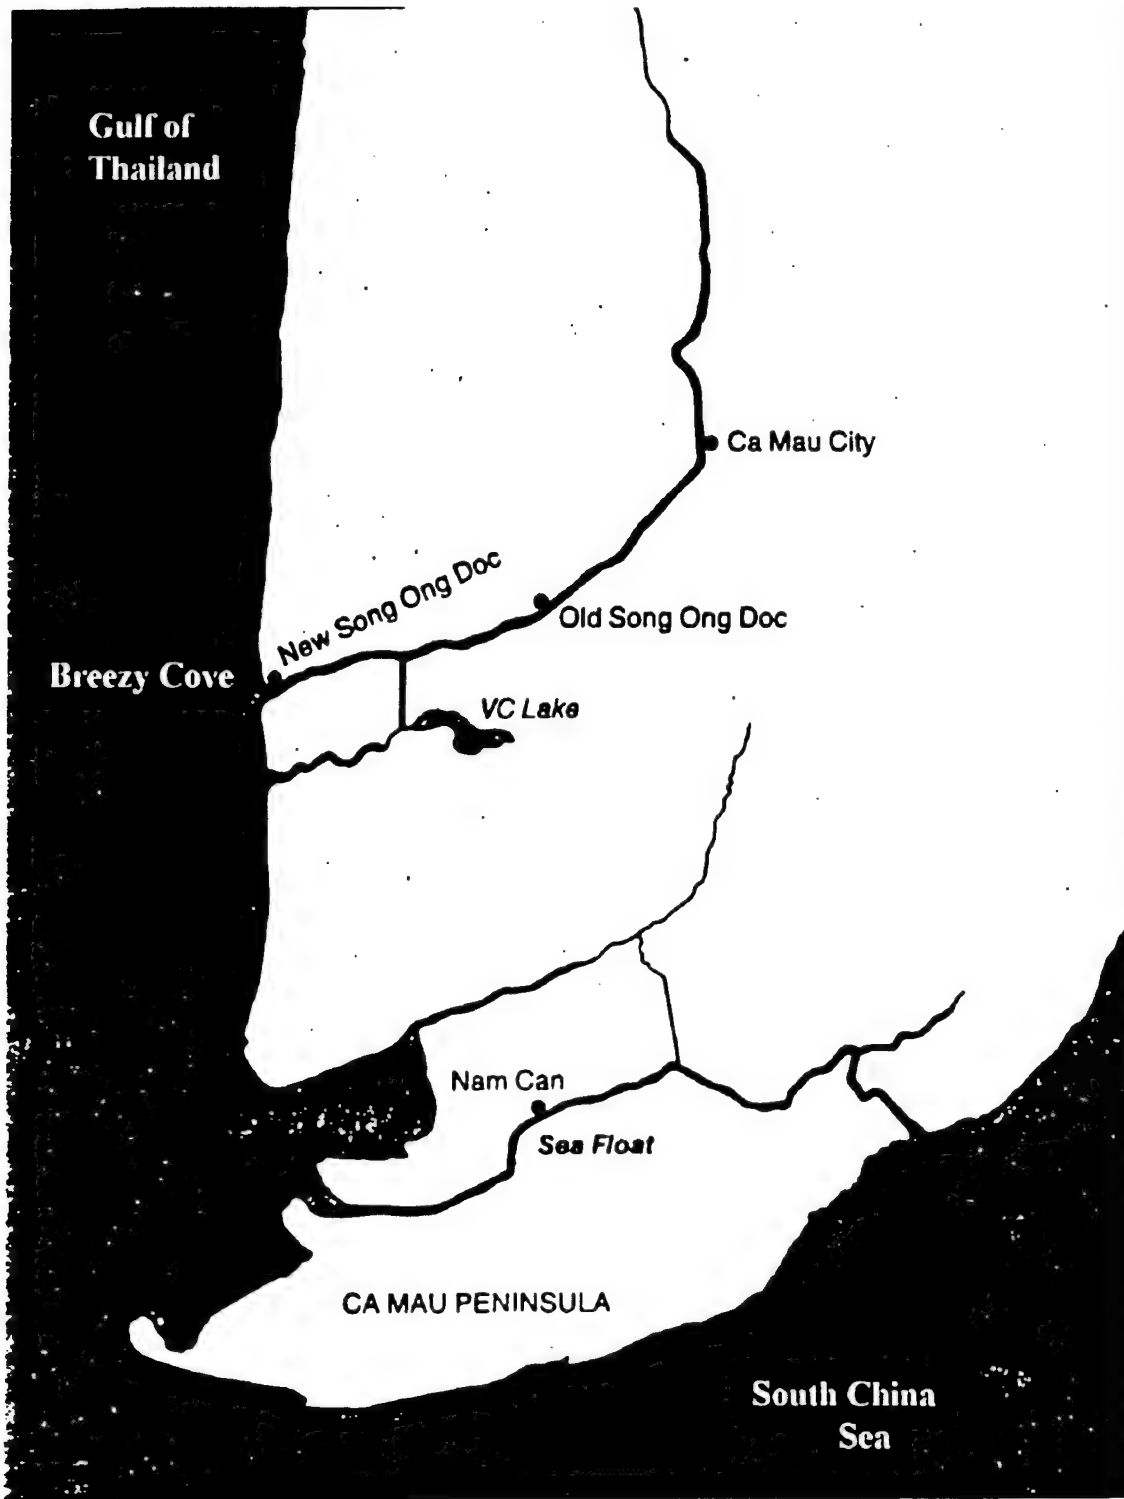 Gulf of
Thailand
Ca Mau City
New Song Ong Doc
Old Song Ong Doc
Breezy Cove
VC Lake
Nam Can
Sea Float
CA MAU PENINSULA
South China
Sea